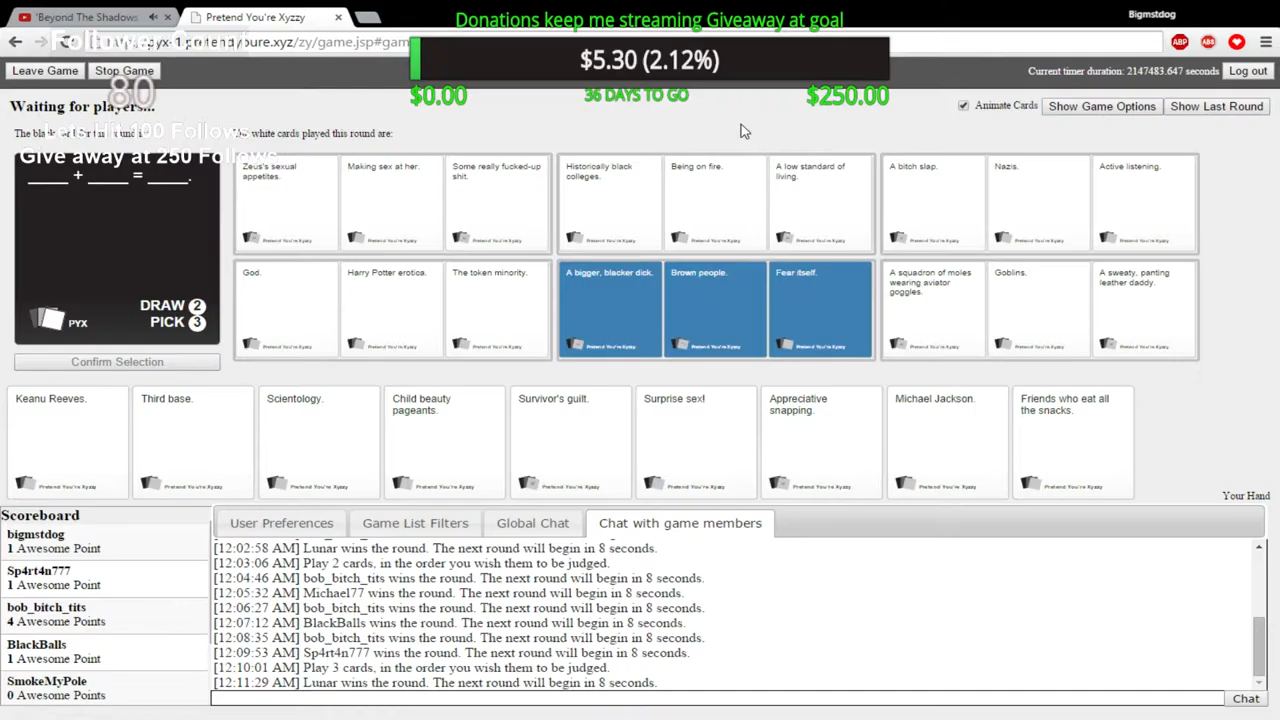 'Beyond The Shadows
Pretend You're Xyzzy
Bigmstdog
Donations keep me streaming Giveaway at goal
$5.30 (2.12%)
$0.00
36 DAYS TO GO
$250.00
80
Lets Hit 100 Follows
Give away at 250 Follows
Leave Game
Stop Game
Current timer duration: 2147483.647 seconds
Log out
Waiting for players...
Animate Cards
Show Game Options
Show Last Round
white cards played this round are:
____ + ____ = ____.
DRAW 2
PICK 3
PYX
Confirm Selection
Zeus's sexual appetites.
Making sex at her.
Some really fucked-up shit.
Historically black colleges.
Being on fire.
A low standard of living.
A bitch slap.
Nazis.
Active listening.
God.
Harry Potter erotica.
The token minority.
A bigger, blacker dick.
Brown people.
Fear itself.
A squadron of moles wearing aviator goggles.
Goblins.
A sweaty, panting leather daddy.
Keanu Reeves.
Third base.
Scientology.
Child beauty pageants.
Survivor's guilt.
Surprise sex!
Appreciative snapping.
Michael Jackson.
Friends who eat all the snacks.
Pretend You're Xyzzy
Your Hand
Scoreboard
bigmstdog
1 Awesome Point
Sp4rt4n777
1 Awesome Point
bob_bitch_tits
4 Awesome Points
BlackBalls
1 Awesome Point
SmokeMyPole
0 Awesome Points
User Preferences
Game List Filters
Global Chat
Chat with game members
[12:02:58 AM] Lunar wins the round. The next round will begin in 8 seconds.
[12:03:06 AM] Play 2 cards, in the order you wish them to be judged.
[12:04:46 AM] bob_bitch_tits wins the round. The next round will begin in 8 seconds.
[12:05:32 AM] Michael77 wins the round. The next round will begin in 8 seconds.
[12:06:27 AM] bob_bitch_tits wins the round. The next round will begin in 8 seconds.
[12:07:12 AM] BlackBalls wins the round. The next round will begin in 8 seconds.
[12:08:35 AM] bob_bitch_tits wins the round. The next round will begin in 8 seconds.
[12:09:53 AM] Sp4rt4n777 wins the round. The next round will begin in 8 seconds.
[12:10:01 AM] Play 3 cards, in the order you wish them to be judged.
[12:11:29 AM] Lunar wins the round. The next round will begin in 8 seconds.
Chat